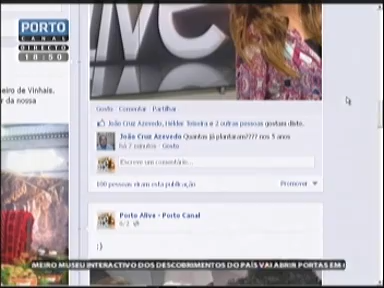 PORTO
CANAL
DIRECTO
18:50
eiro de Vinhais.
r da nossa
Gosto · Comentar · Partilhar
João Cruz Azevedo, Hélder Teixeira e 2 outras pessoas gostam disto.
João Cruz Azevedo Quantas já plantaram???? nos 5 anos
há 7 minutos · Gosto
Escreve um comentário...
100 pessoas viram esta publicação
Promover
Porto Alive - Porto Canal
:)
MEIRO MUSEU INTERACTIVO DOS DESCOBRIMENTOS DO PAÍS VAI ABRIR PORTAS EM